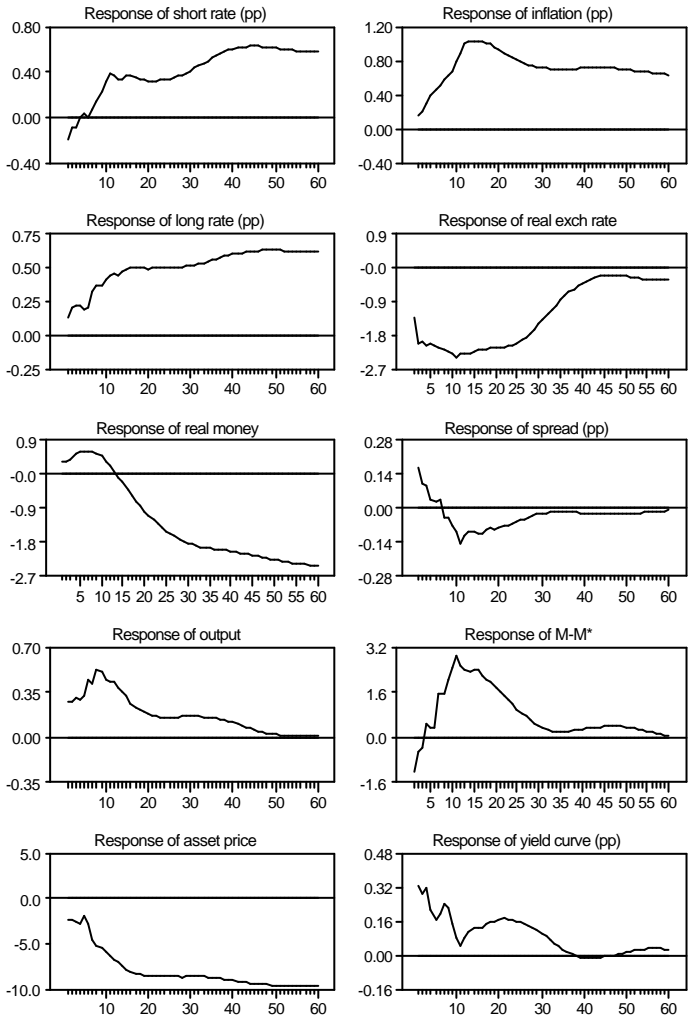 Response of short rate (pp)
0.80
0.40
0.00
-0.40
10 20 30 40 50 60
Response of inflation (pp)
1.20
0.80
0.40
0.00
-0.40
10 20 30 40 50 60
Response of long rate (pp)
0.75
0.50
0.25
0.00
-0.25
10 20 30 40 50 60
Response of real exch rate
0.9
-0.0
-0.9
-1.8
-2.7
5 10 15 20 25 30 35 40 45 50 55 60
Response of real money
0.9
-0.0
-0.9
-1.8
-2.7
5 10 15 20 25 30 35 40 45 50 55 60
Response of spread (pp)
0.28
0.14
0.00
-0.14
-0.28
10 20 30 40 50 60
Response of output
0.70
0.35
0.00
-0.35
10 20 30 40 50 60
Response of M-M*
3.2
1.6
0.0
-1.6
5 10 15 20 25 30 35 40 45 50 55 60
Response of asset price
5.0
0.0
-5.0
-10.0
10 20 30 40 50 60
Response of yield curve (pp)
0.48
0.32
0.16
0.00
-0.16
10 20 30 40 50 60